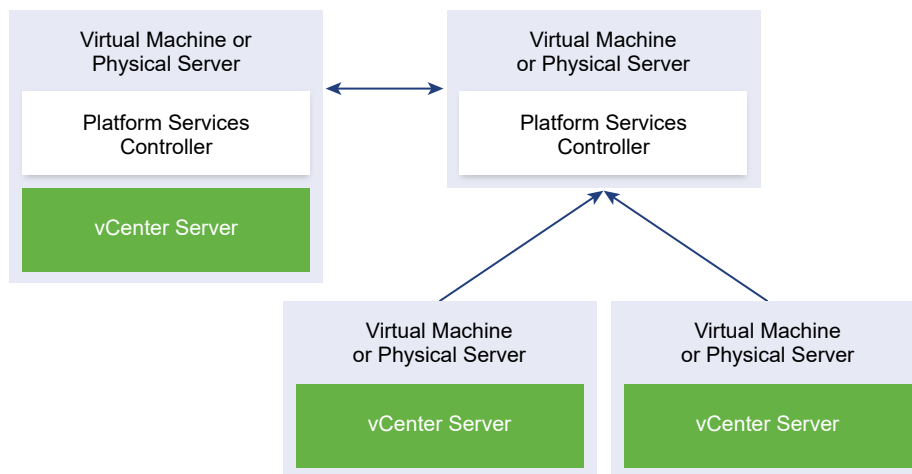 Virtual Machine or
Physical Server
Platform Services
Controller
vCenter Server
Virtual Machine
or Physical Server
Platform Services
Controller
Virtual Machine
or Physical Server
vCenter Server
Virtual Machine
or Physical Server
vCenter Server